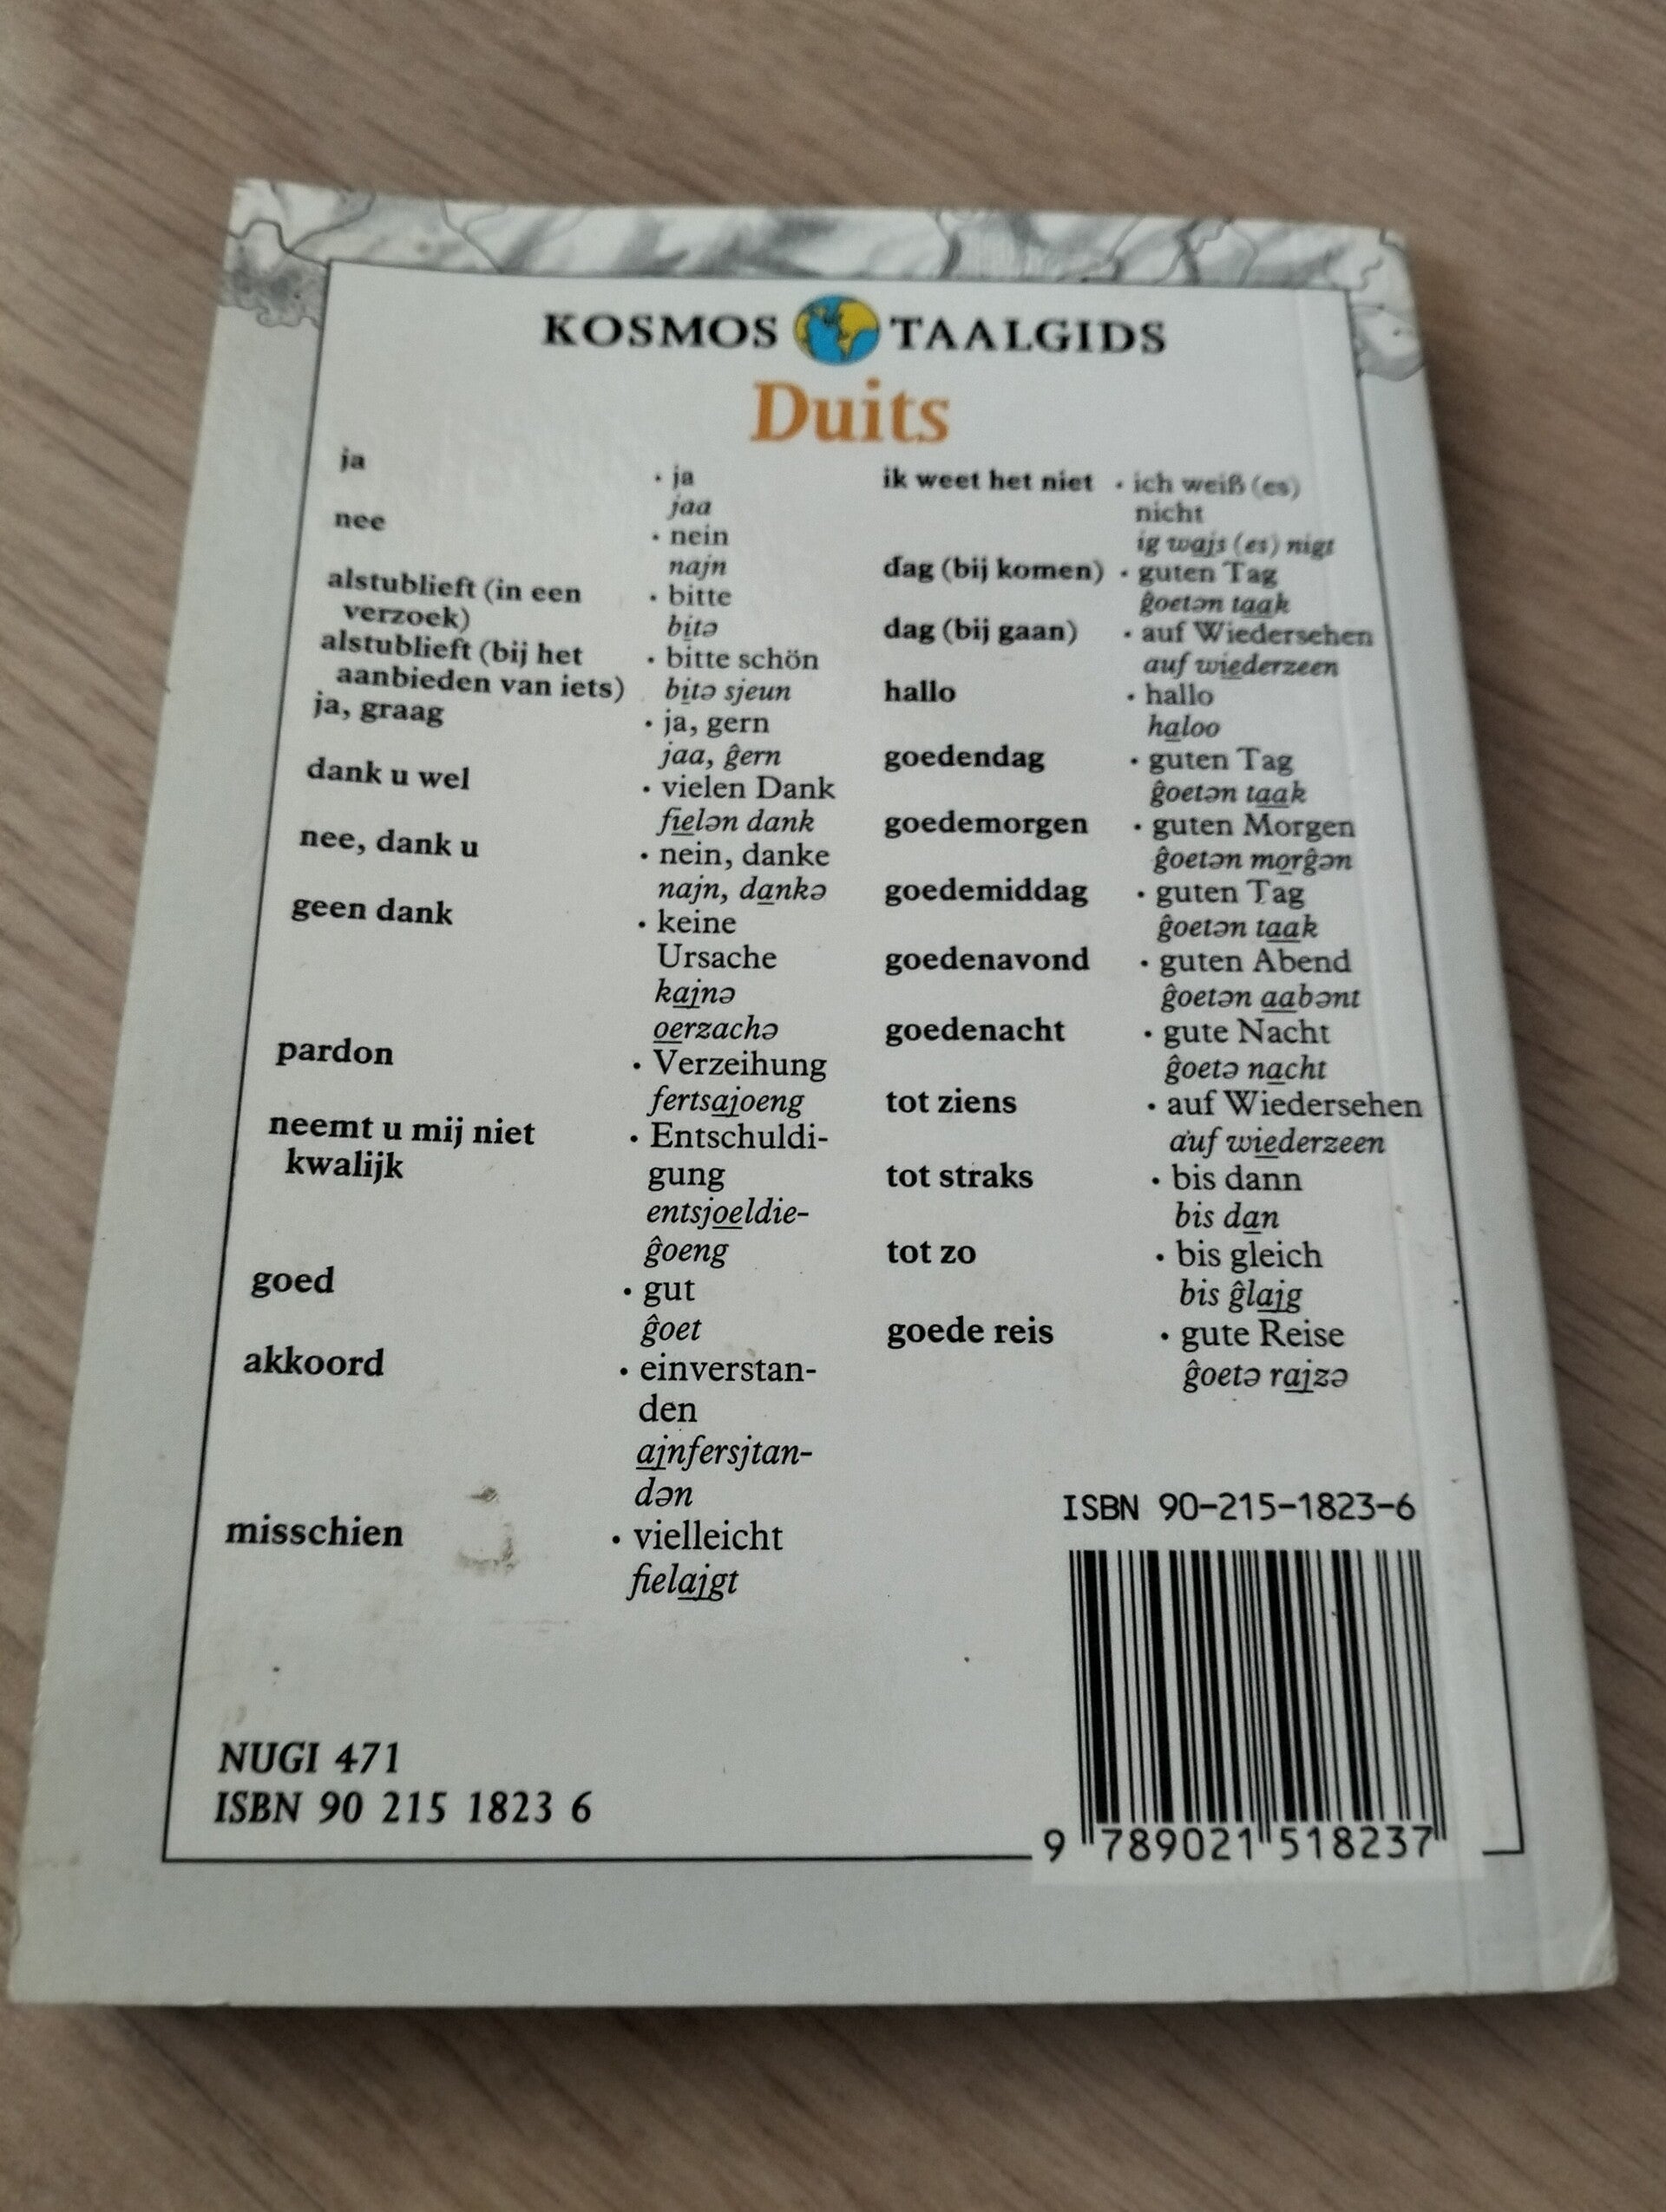 KOSMOS TAALGIDS
Duits
ja · ja
jaa
nee · nein
najn
alstublieft (in een · bitte
verzoek) bitə
alstublieft (bij het · bitte schön
aanbieden van iets) bitə sjeun
ja, graag · ja, gern
jaa, ĝern
dank u wel · vielen Dank
fielən dank
nee, dank u · nein, danke
najn, dankə
geen dank · keine
Ursache
kajnə
oerzachə
pardon · Verzeihung
fertsajoeng
neemt u mij niet · Entschuldi-
kwalijk gung
entsjoeldie-
ĝoeng
goed · gut
ĝoet
akkoord · einverstan-
den
ajnfersjtan-
dən
misschien · vielleicht
fielajgt
ik weet het niet · ich weiß (es)
nicht
ig wajs (es) nigt
dag (bij komen) · guten Tag
ĝoetən taak
dag (bij gaan) · auf Wiedersehen
auf wiederzeen
hallo · hallo
haloo
goedendag · guten Tag
ĝoetən taak
goedemorgen · guten Morgen
ĝoetən morĝən
goedemiddag · guten Tag
ĝoetən taak
goedenavond · guten Abend
ĝoetən aabənt
goedenacht · gute Nacht
ĝoetə nacht
tot ziens · auf Wiedersehen
auf wiederzeen
tot straks · bis dann
bis dan
tot zo · bis gleich
bis ĝlajg
goede reis · gute Reise
ĝoetə rajzə
ISBN 90-215-1823-6
9 789021 518237
NUGI 471
ISBN 90 215 1823 6